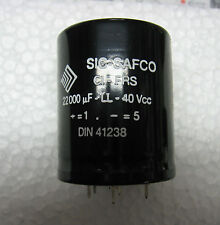 SIC-SAFCO
FRS
22000 µF - LL - 40 Vcc
+=1 . -=5
DIN 41238